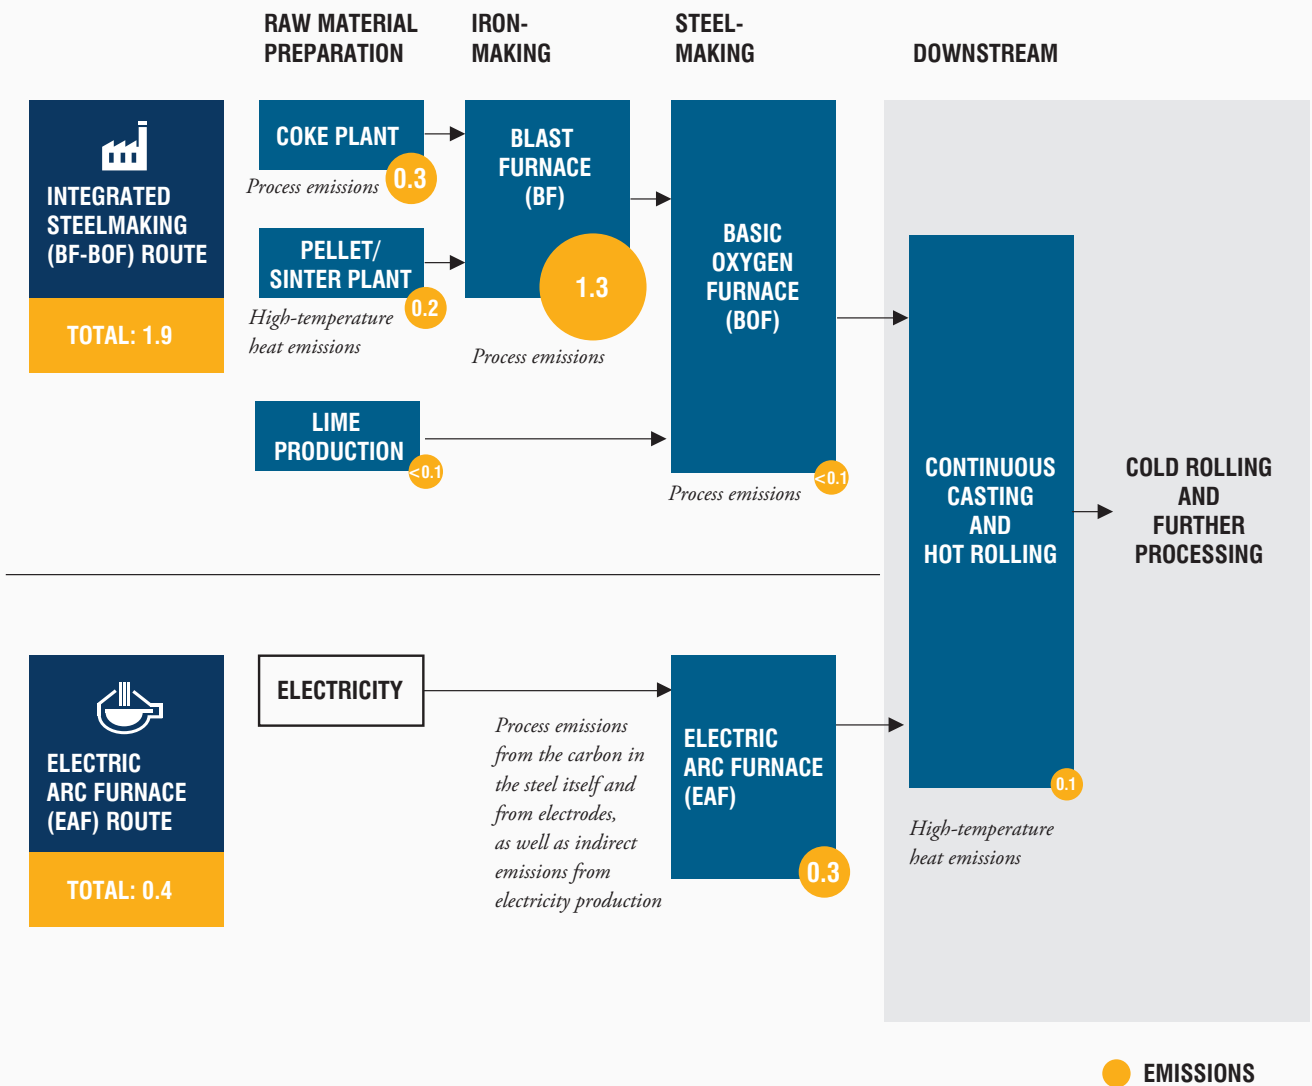 RAW MATERIAL
PREPARATION
IRON-
MAKING
STEEL-
MAKING
DOWNSTREAM
INTEGRATED
STEELMAKING
(BF-BOF) ROUTE
TOTAL: 1.9
COKE PLANT
Process emissions
0.3
PELLET/
SINTER PLANT
0.2
High-temperature
heat emissions
LIME
PRODUCTION
<0.1
BLAST
FURNACE
(BF)
1.3
Process emissions
BASIC
OXYGEN
FURNACE
(BOF)
Process emissions
<0.1
CONTINUOUS
CASTING
AND
HOT ROLLING
0.1
High-temperature
heat emissions
COLD ROLLING
AND
FURTHER
PROCESSING
ELECTRIC
ARC FURNACE
(EAF) ROUTE
TOTAL: 0.4
ELECTRICITY
Process emissions
from the carbon in
the steel itself and
from electrodes,
as well as indirect
emissions from
electricity production
ELECTRIC
ARC FURNACE
(EAF)
0.3
EMISSIONS